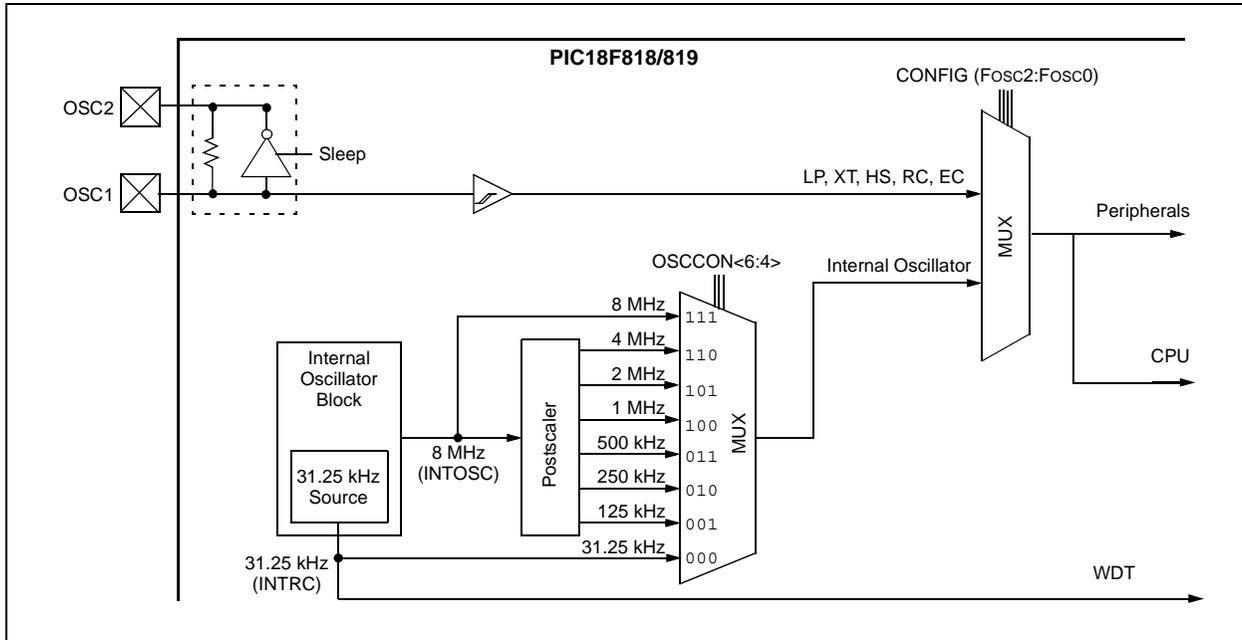 PIC18F818/819
CONFIG (FOSC2:FOSC0)
OSC2
Sleep
OSC1
LP, XT, HS, RC, EC
MUX
Peripherals
OSCCON<6:4>
Internal Oscillator
CPU
8 MHz
111
Internal
Oscillator
Block
4 MHz
110
2 MHz
101
1 MHz
100
Postscaler
MUX
8 MHz
(INTOSC)
500 kHz
011
31.25 kHz
Source
250 kHz
010
125 kHz
001
31.25 kHz
000
31.25 kHz
(INTRC)
WDT